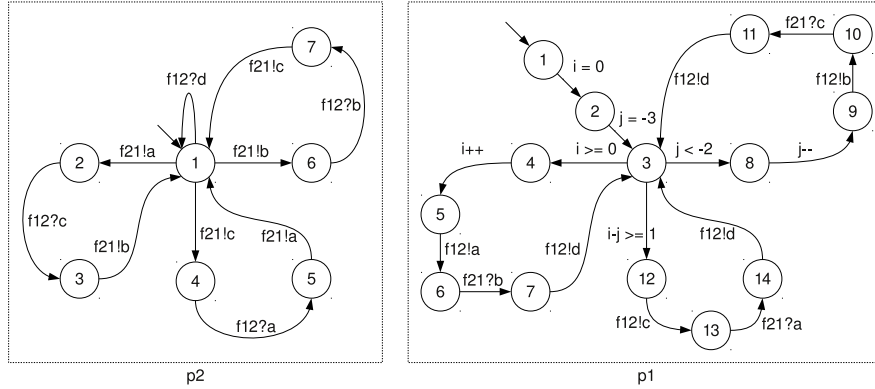 7
11
10
f21?c
f12?d
f21!c
f12!d
1
i = 0
f12!b
f12?b
2
j = -3
9
2
f21!a
1
f21!b
6
i++
4
i >= 0
3
j < -2
8
j--
f12?c
5
f21!b
f21!c
f21!a
f12!a
f12!d
i-j >= 1
f12!d
3
4
5
6
f21?b
7
12
14
f12?a
f12!c
13
f21?a
p2
p1